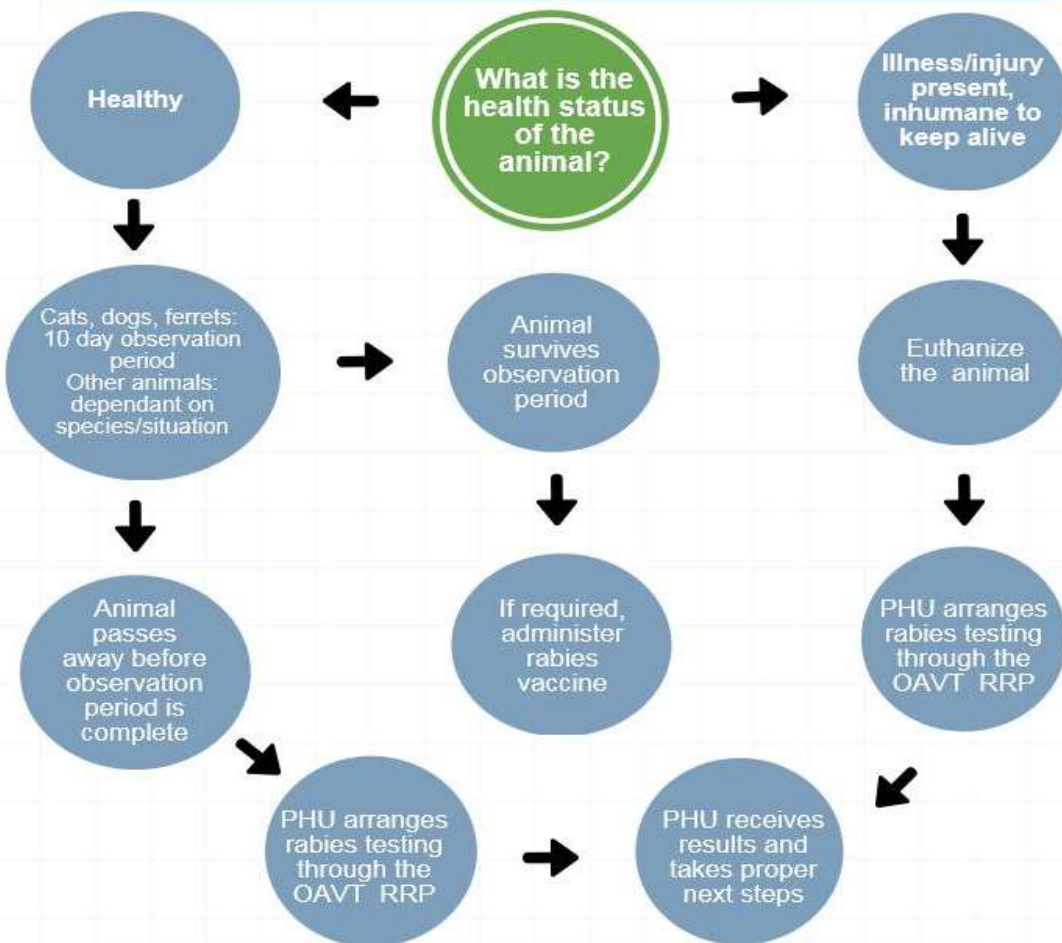 What is the
health status
of the
animal?
Healthy
Illness/injury
present,
inhumane to
keep alive
Cats, dogs, ferrets:
10 day observation
period
Other animals:
dependant on
species/situation
Animal
survives
observation
period
Euthanize
the animal
Animal
passes
away before
observation
period is
complete
If required,
administer
rabies
vaccine
PHU arranges
rabies testing
through the
OAVT RRP
PHU arranges
rabies testing
through the
OAVT RRP
PHU receives
results and
takes proper
next steps